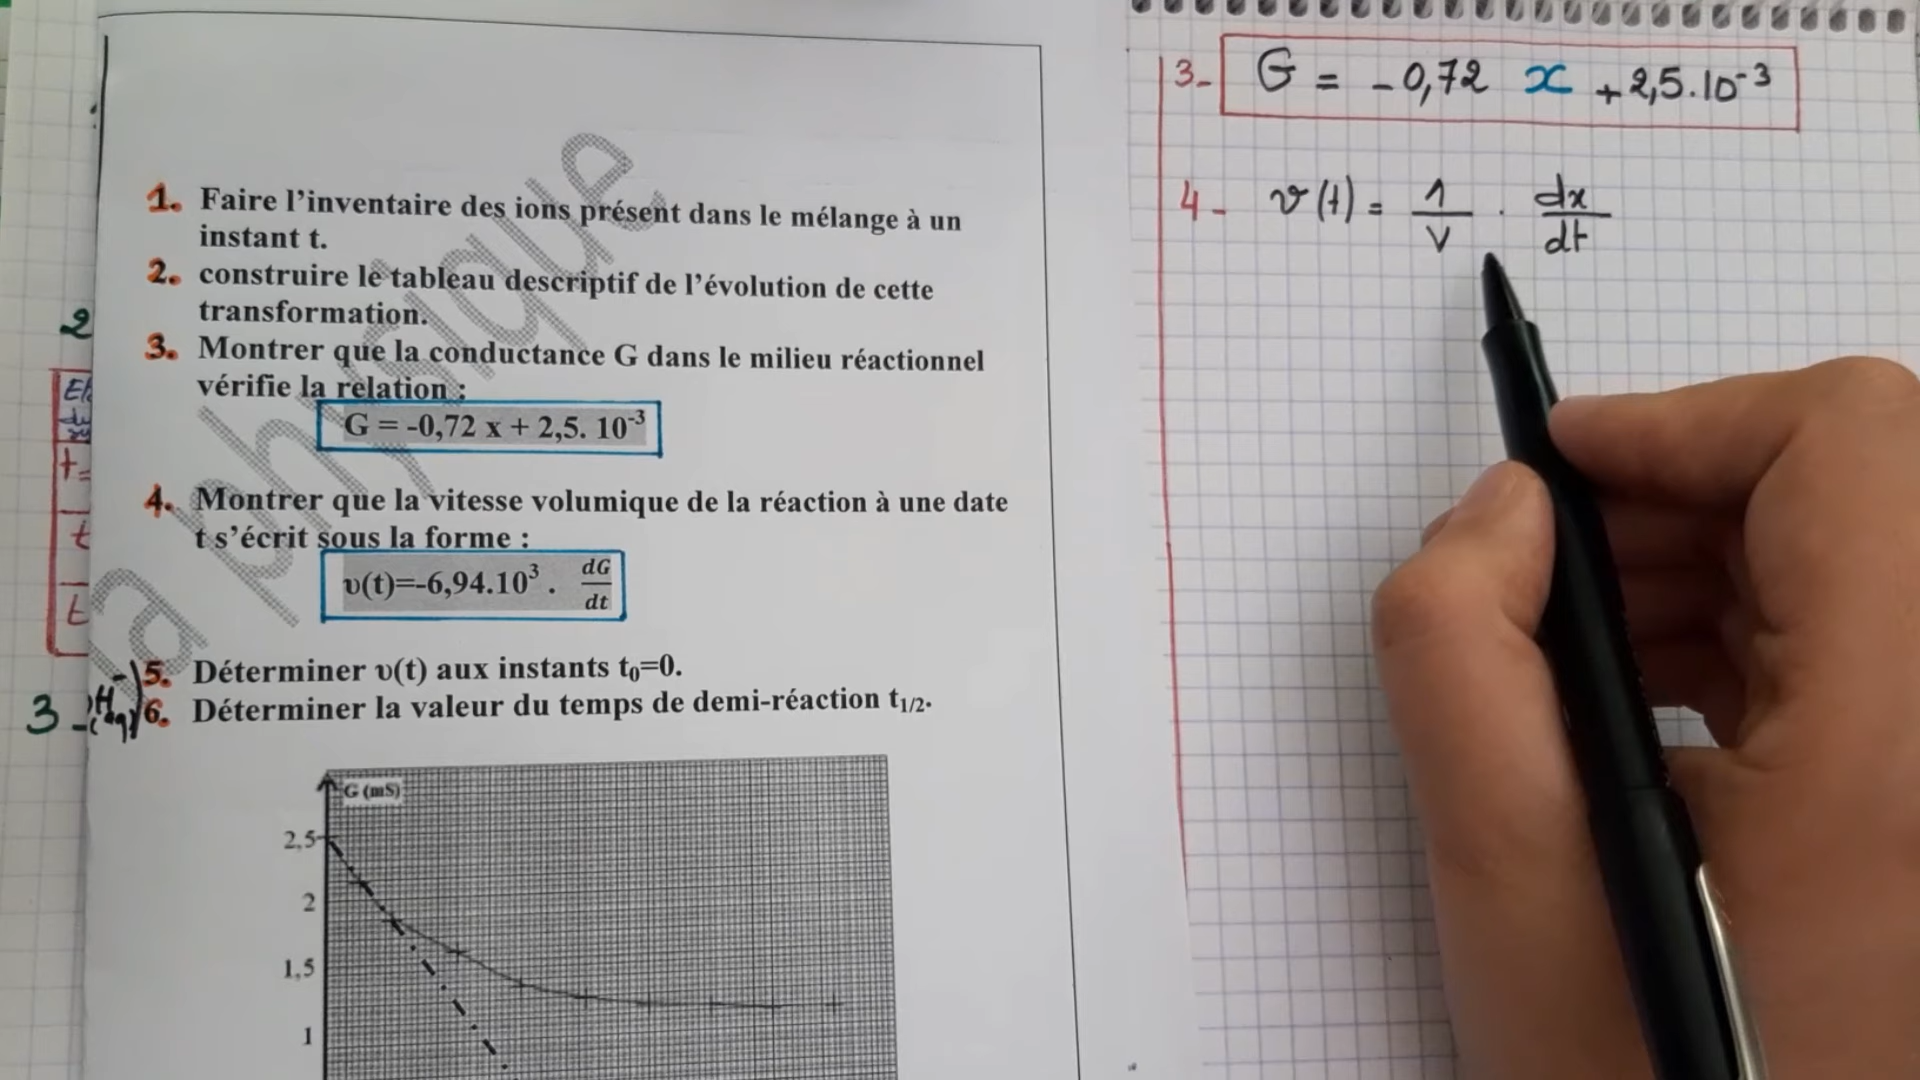 1. Faire l'inventaire des ions présent dans le mélange à un
instant t.
2. construire le tableau descriptif de l'évolution de cette
transformation.
3. Montrer que la conductance G dans le milieu réactionnel
vérifie la relation :
G = -0,72 x + 2,5. 10⁻³
4. Montrer que la vitesse volumique de la réaction à une date
t s'écrit sous la forme :
υ(t)=-6,94.10³ . dG/dt
5. Déterminer υ(t) aux instants t₀=0.
6. Déterminer la valeur du temps de demi-réaction t₁/₂.
G (mS)
2,5
2
1,5
1
la physique
2
t=
t
t
3 -
3- G = -0,72 x + 2,5.10⁻³
4- v(t) = 1/V . dx/dt